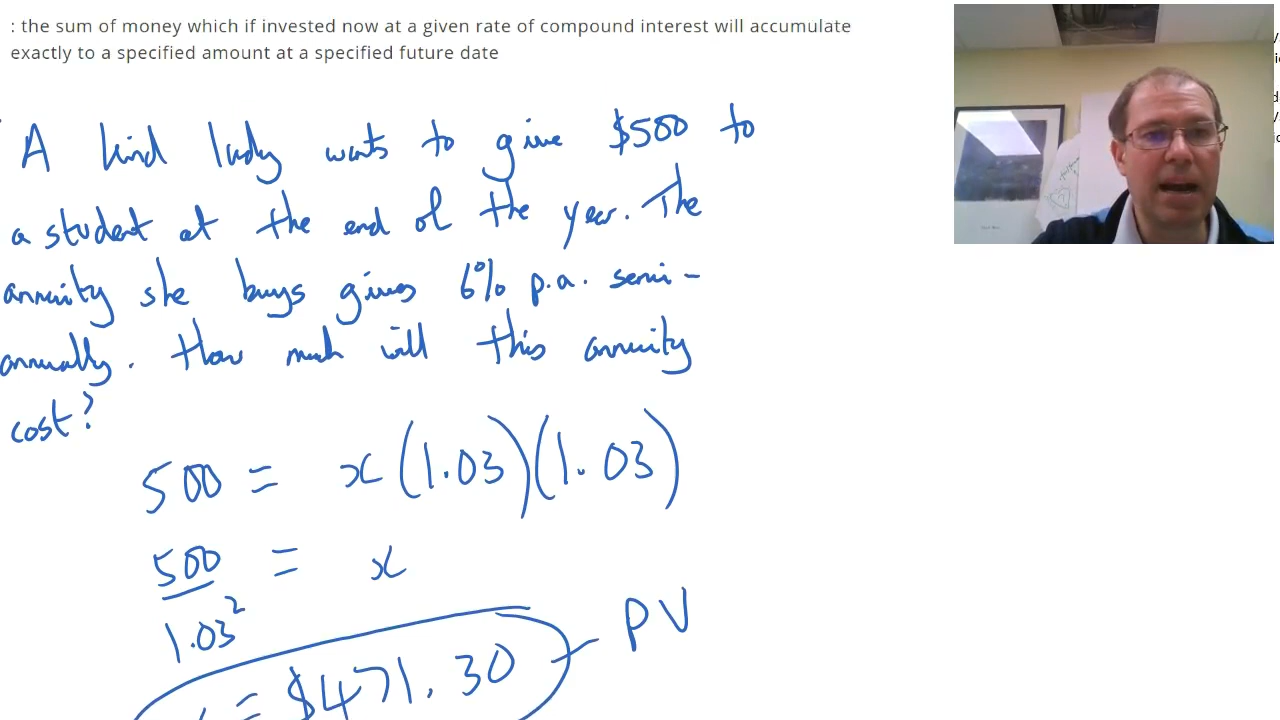 : the sum of money which if invested now at a given rate of compound interest will accumulate
exactly to a specified amount at a specified future date
A kind lady wants to give $500 to
a student at the end of the year. The
annuity she buys gives 6% p.a. semi-
annually. How much will this annuity
cost?
500 = x(1.03)(1.03)
500 = x
1.03²
= $471.30 - PV